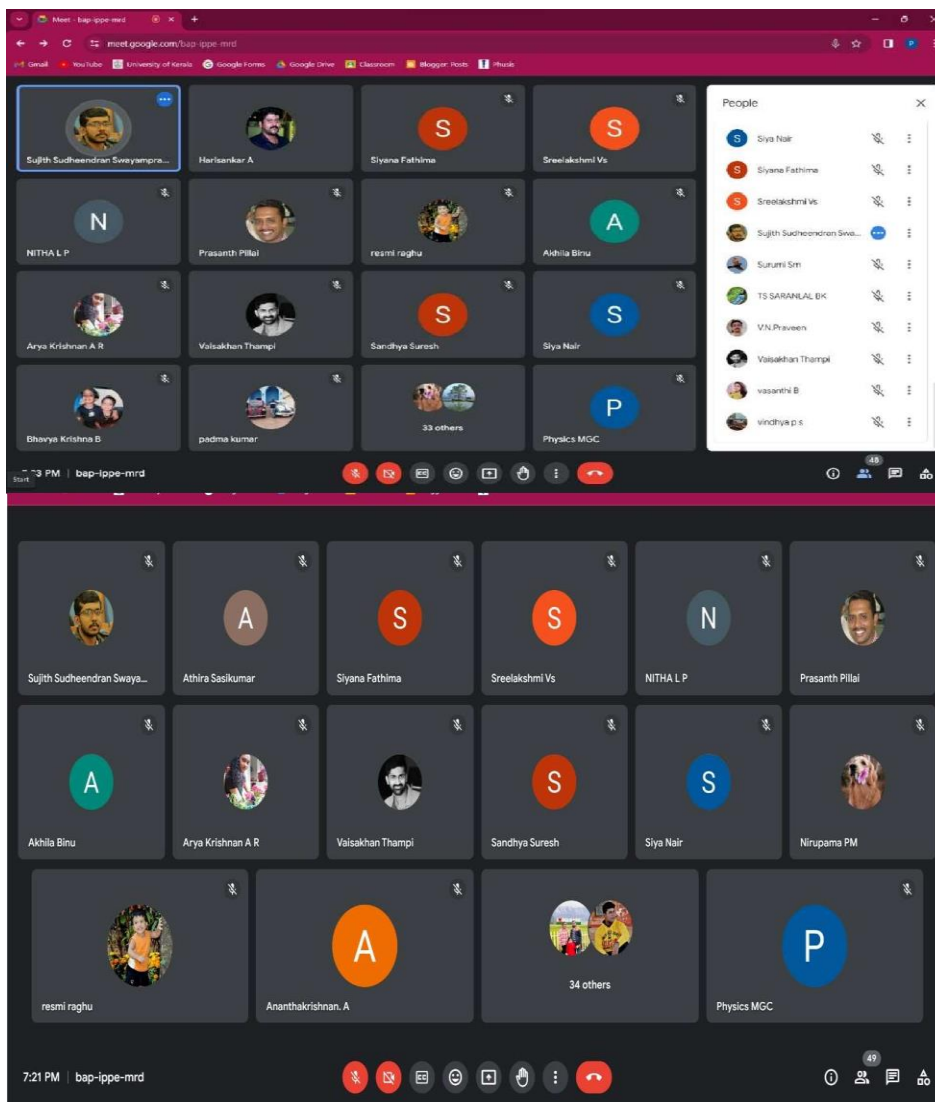 Meet - bap-ippe-mrd
meet.google.com/bap-ippe-mrd
Gmail YouTube University of Kerala Google Forms Google Drive Classroom Blogger: Posts Phusis
Sujith Sudheendran Swayampra...
Harisankar A
S
Siyana Fathima
S
Sreelakshmi Vs
N
NITHA L P
Prasanth Pillai
resmi raghu
A
Akhila Binu
Arya Krishnan A R
Vaisakhan Thampi
S
Sandhya Suresh
S
Siya Nair
Bhavya Krishna B
padma kumar
33 others
P
Physics MGC
People
S Siya Nair
S Siyana Fathima
S Sreelakshmi Vs
Sujith Sudheendran Swa...
Surumi Sm
TS SARANLAL BK
V.N.Praveen
Vaisakhan Thampi
vasanthi B
vindhya p s
Start
3 PM | bap-ippe-mrd
48
Sujith Sudheendran Swaya...
A
Athira Sasikumar
S
Siyana Fathima
S
Sreelakshmi Vs
N
NITHA L P
Prasanth Pillai
A
Akhila Binu
Arya Krishnan A R
Vaisakhan Thampi
S
Sandhya Suresh
S
Siya Nair
Nirupama PM
resmi raghu
A
Ananthakrishnan. A
34 others
P
Physics MGC
7:21 PM | bap-ippe-mrd
49